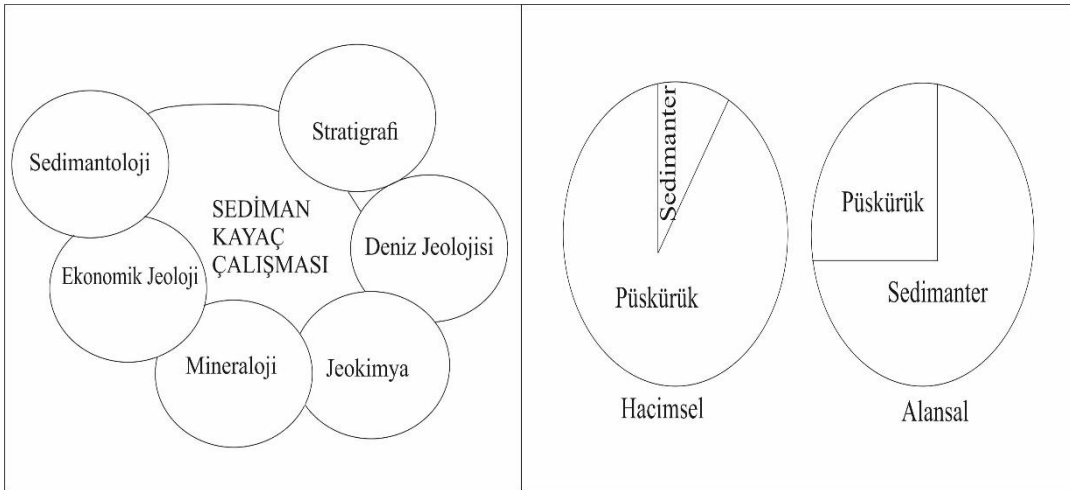 Stratigrafi
Sedimantoloji
SEDİMAN
KAYAÇ
ÇALIŞMASI
Deniz Jeolojisi
Ekonomik Jeoloji
Mineraloji
Jeokimya
Sedimanter
Püskürük
Hacimsel
Püskürük
Sedimanter
Alansal